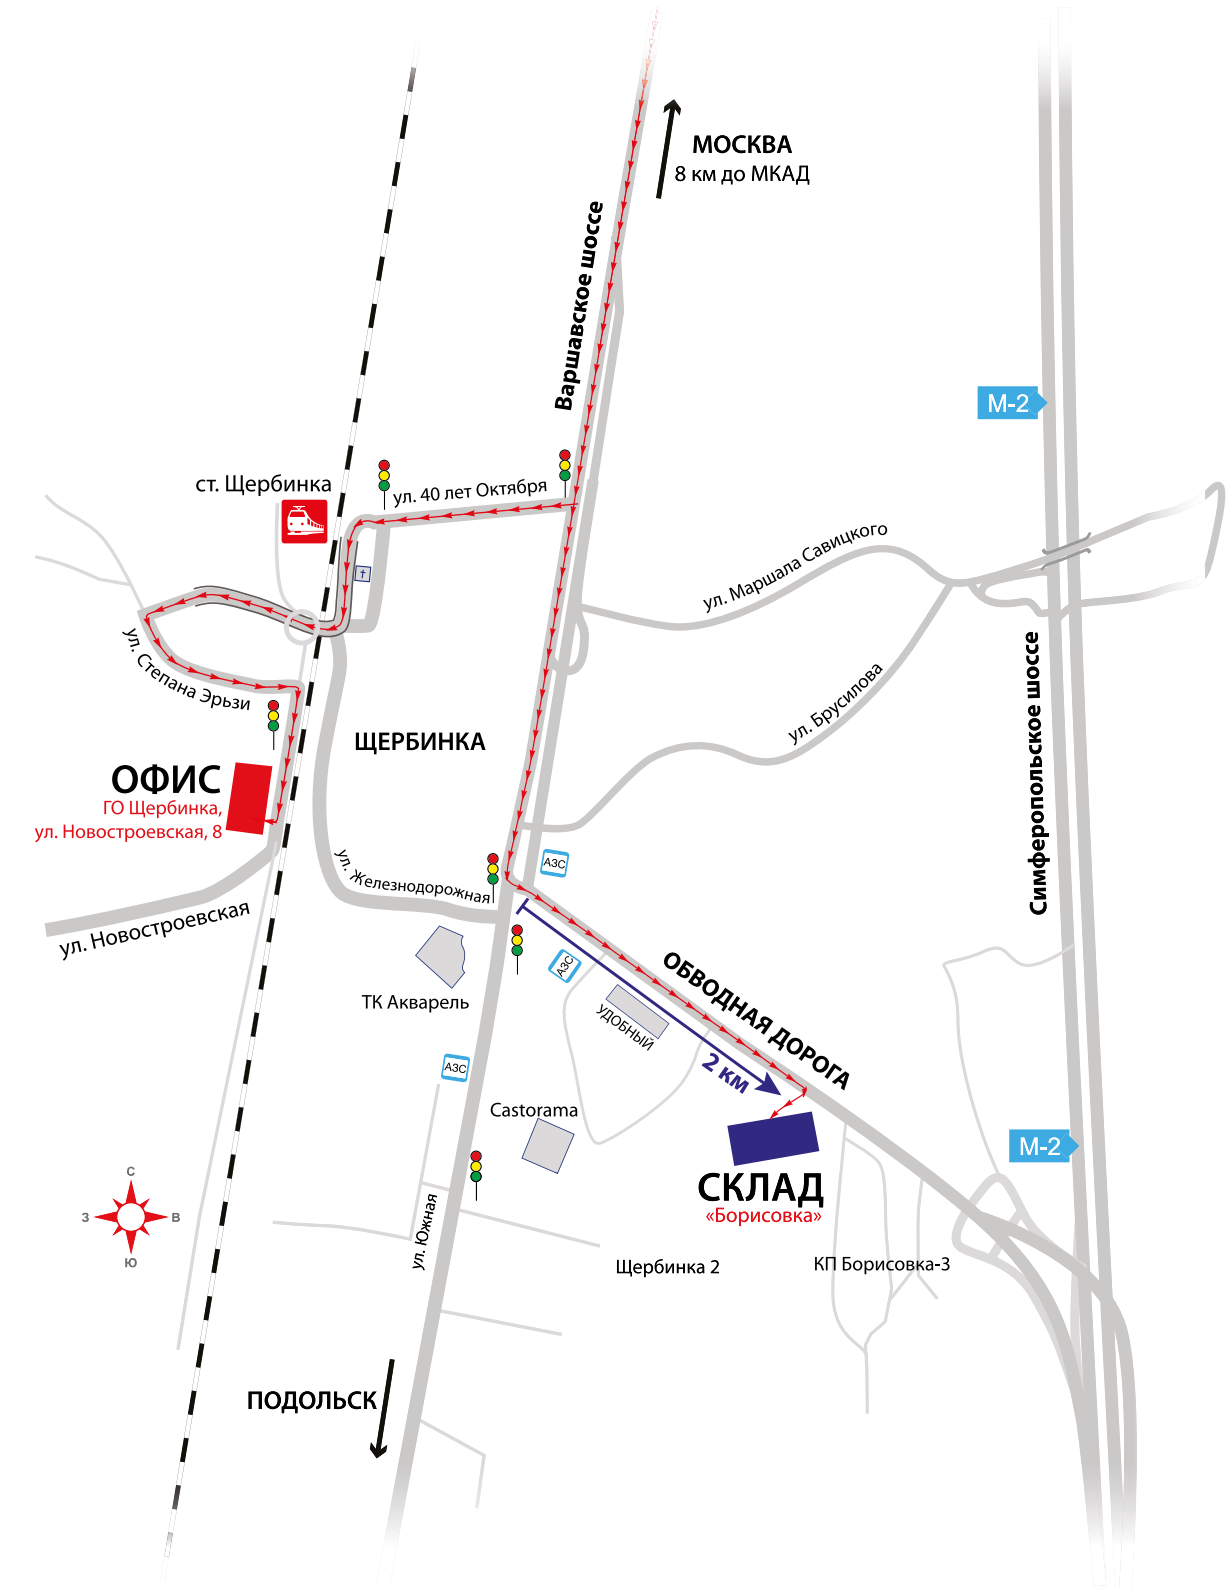 МОСКВА
8 км до МКАД
Варшавское шоссе
М-2
ст. Щербинка
ул. 40 лет Октября
ул. Маршала Савицкого
ул. Степана Эрьзи
ул. Брусилова
Симферопольское шоссе
ЩЕРБИНКА
ОФИС
ГО Щербинка,
ул. Новостроевская, 8
ул. Железнодорожная
АЗС
ул. Новостроевская
ТК Акварель
АЗС
УДОБНЫЙ
ОБВОДНАЯ ДОРОГА
2 км
АЗС
Castorama
М-2
СКЛАД
«Борисовка»
С
З
В
Ю
ул. Южная
Щербинка 2
КП Борисовка-3
ПОДОЛЬСК